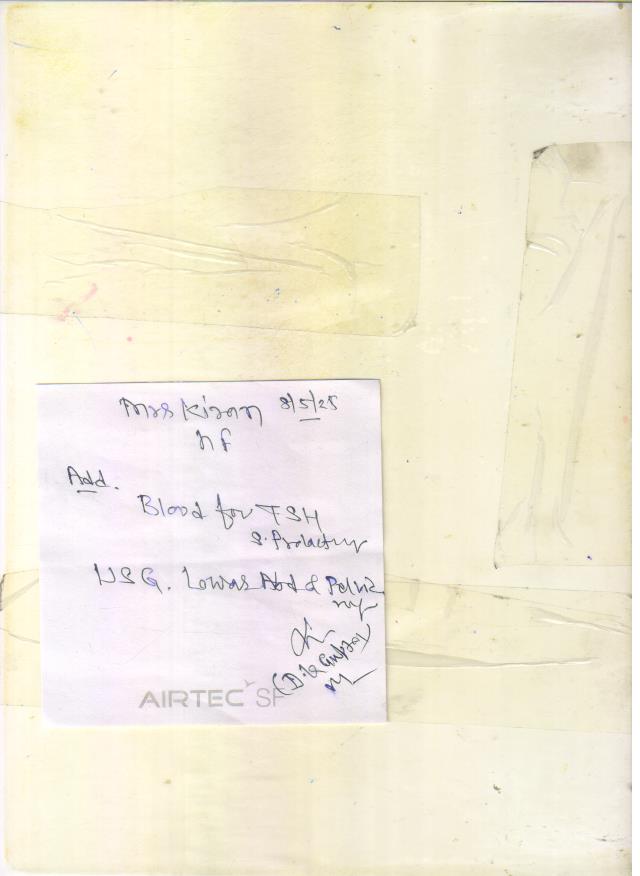 Mrs Kiran 8/5/25
Add.
Blood for TSH
S. Prolactin
USG. Lower Abd & Pelvis
AIRTEC SF